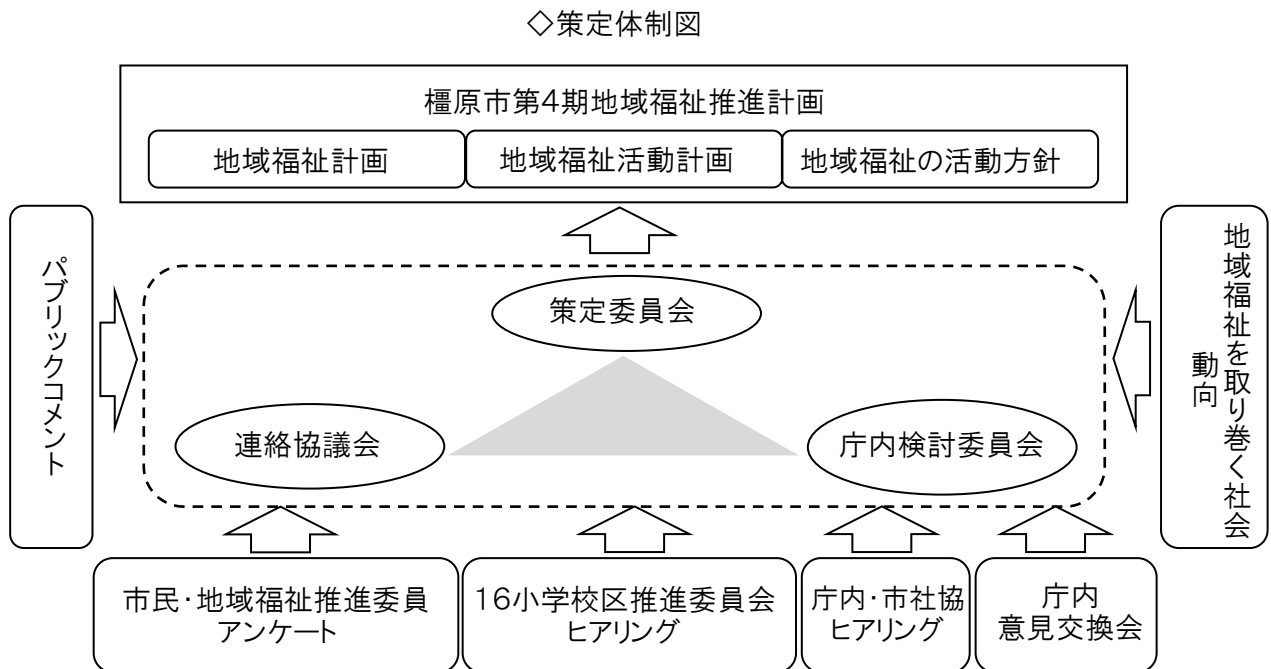 ◇策定体制図
橿原市第4期地域福祉推進計画
地域福祉計画
地域福祉活動計画
地域福祉の活動方針
パブリックコメント
策定委員会
連絡協議会
庁内検討委員会
地域福祉を取り巻く社会
動向
市民・地域福祉推進委員
アンケート
16小学校区推進委員会
ヒアリング
庁内・市社協
ヒアリング
庁内
意見交換会